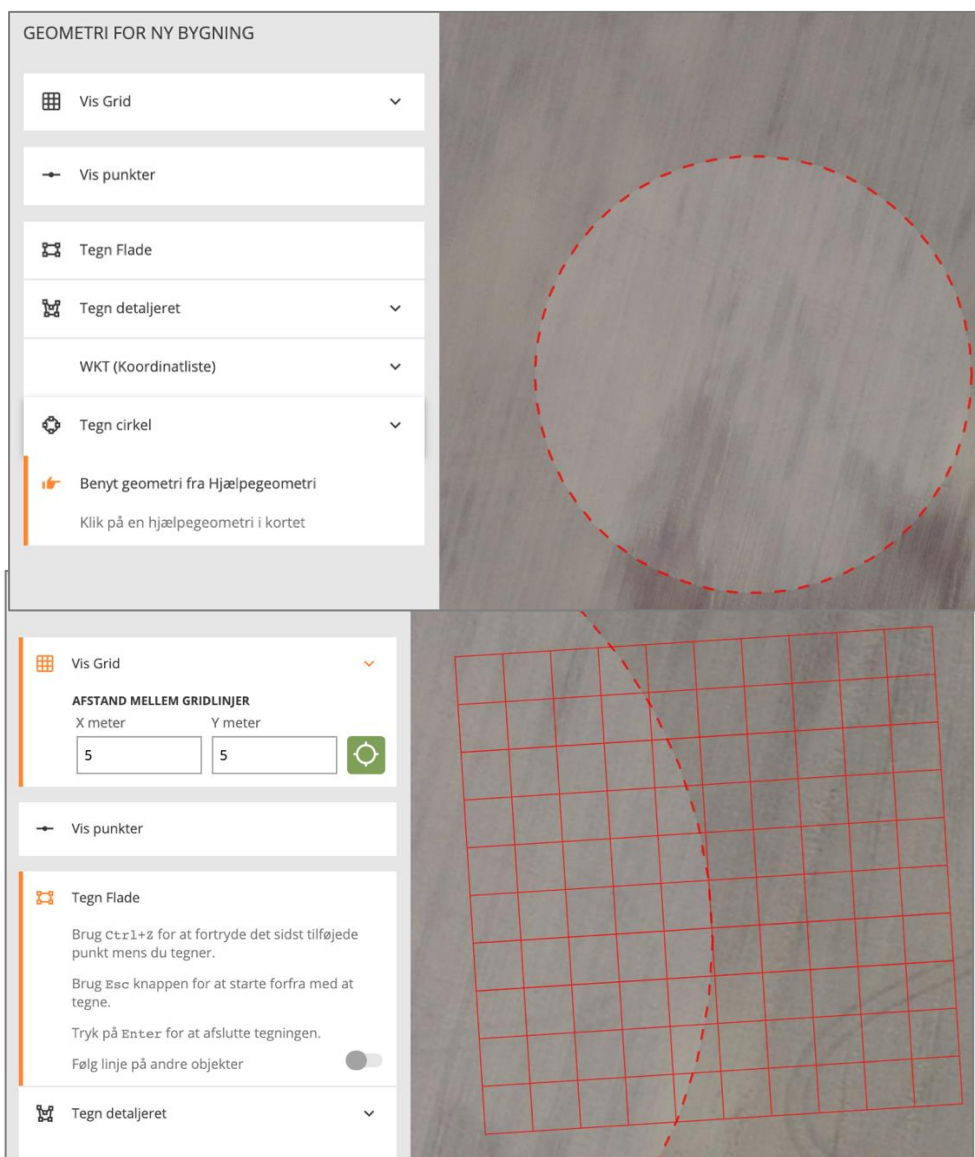 GEOMETRI FOR NY BYGNING
Vis Grid
Vis punkter
Tegn Flade
Tegn detaljeret
WKT (Koordinatliste)
Tegn cirkel
Benyt geometri fra Hjælpegeometri
Klik på en hjælpegeometri i kortet
Vis Grid
AFSTAND MELLEM GRIDLINJER
X meter Y meter
5 5
Vis punkter
Tegn Flade
Brug Ctrl+Z for at fortryde det sidst tilføjede
punkt mens du tegner.
Brug Esc knappen for at starte forfra med at
tegne.
Tryk på Enter for at afslutte tegningen.
Følg linje på andre objekter
Tegn detaljeret